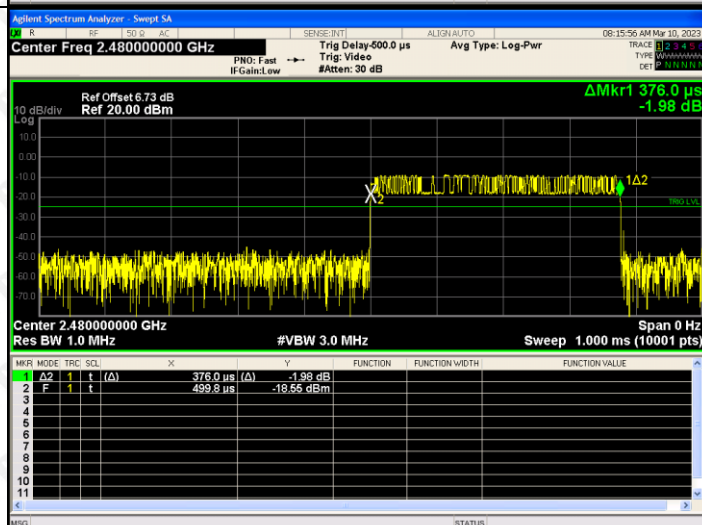 Agilent Spectrum Analyzer - Swept SA
R RF 50 Ω AC SENSE:INT ALIGN AUTO 08:15:56 AM Mar 10, 2023
Center Freq 2.480000000 GHz
PNO: Fast
IFGain:Low
Trig Delay-500.0 µs
Trig: Video
#Atten: 30 dB
Avg Type: Log-Pwr
TRACE 1 2 3 4 5 6
TYPE
DET P N N N N N
ΔMkr1 376.0 µs
-1.98 dB
Ref Offset 6.73 dB
10 dB/div Ref 20.00 dBm
Log
10.0
0.00
-10.0
-20.0
-30.0
-40.0
-50.0
-60.0
-70.0
1Δ2
2
TRIG LVL
Center 2.480000000 GHz Span 0 Hz
Res BW 1.0 MHz #VBW 3.0 MHz Sweep 1.000 ms (10001 pts)
MKR MODE TRC SCL X Y FUNCTION FUNCTION WIDTH FUNCTION VALUE
1 Δ2 1 t (Δ) 376.0 µs (Δ) -1.98 dB
2 F 1 t 499.8 µs -18.55 dBm
3
4
5
6
7
8
9
10
11
MSG STATUS